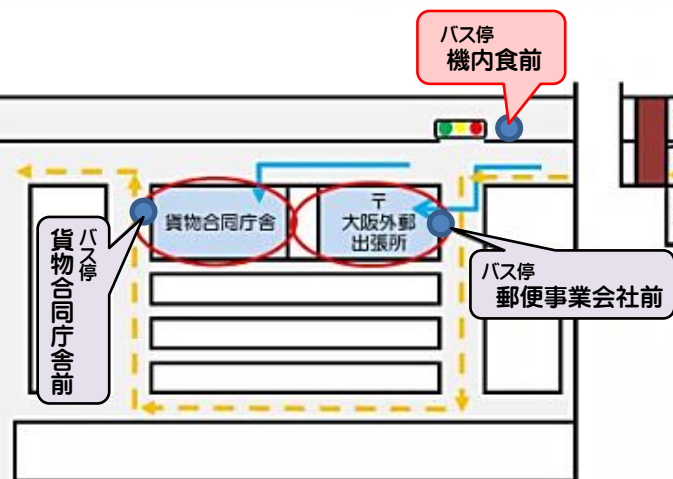 バス停
機内食前
貨物合同庁舎
〒
大阪外郵
出張所
バス停
貨物合同庁舎前
バス停
郵便事業会社前